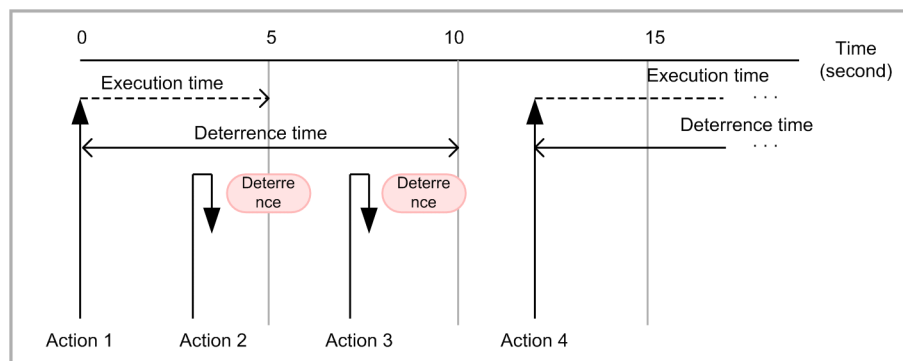 0
5
10
15
Time
(second)
Execution time
Execution time
. . .
Deterrence time
Deterrence time
. . .
Deterre
nce
Deterre
nce
Action 1
Action 2
Action 3
Action 4